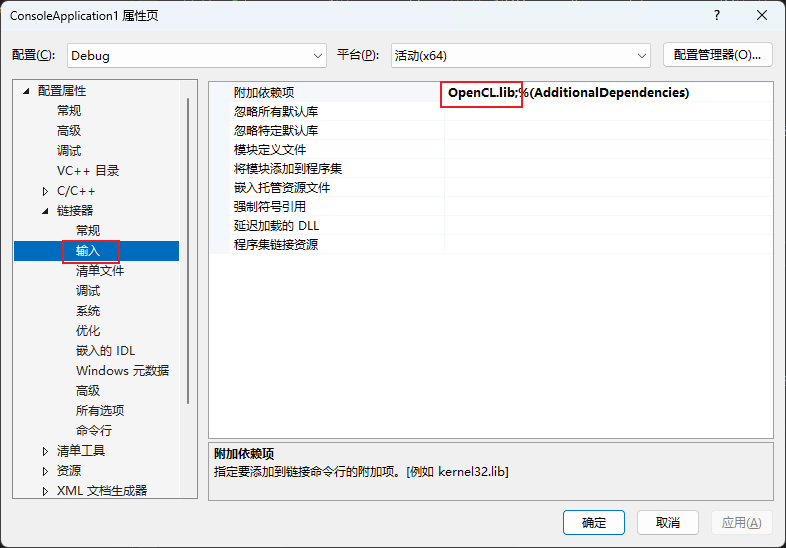 ConsoleApplication1 属性页
?
配置(C): Debug 平台(P): 活动(x64) 配置管理器(O)...
配置属性
常规
高级
调试
VC++ 目录
C/C++
链接器
常规
输入
清单文件
调试
系统
优化
嵌入的 IDL
Windows 元数据
高级
所有选项
命令行
清单工具
资源
XML 文档生成器
附加依赖项 OpenCL.lib;%(AdditionalDependencies)
忽略所有默认库
忽略特定默认库
模块定义文件
将模块添加到程序集
嵌入托管资源文件
强制符号引用
延迟加载的 DLL
程序集链接资源
附加依赖项
指定要添加到链接命令行的附加项。[例如 kernel32.lib]
确定 取消 应用(A)